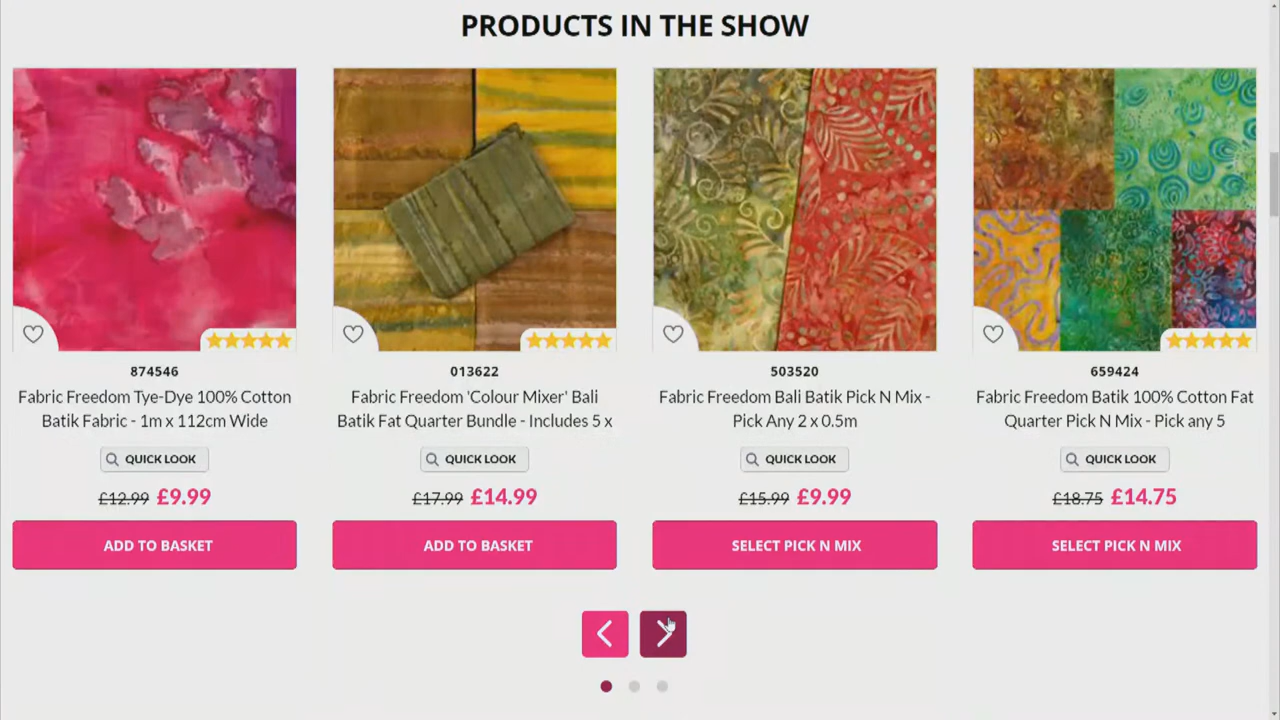 PRODUCTS IN THE SHOW
874546
Fabric Freedom Tye-Dye 100% Cotton
Batik Fabric - 1m x 112cm Wide
QUICK LOOK
£12.99 £9.99
ADD TO BASKET
013622
Fabric Freedom 'Colour Mixer' Bali
Batik Fat Quarter Bundle - Includes 5 x
QUICK LOOK
£17.99 £14.99
ADD TO BASKET
503520
Fabric Freedom Bali Batik Pick N Mix -
Pick Any 2 x 0.5m
QUICK LOOK
£15.99 £9.99
SELECT PICK N MIX
659424
Fabric Freedom Batik 100% Cotton Fat
Quarter Pick N Mix - Pick any 5
QUICK LOOK
£18.75 £14.75
SELECT PICK N MIX